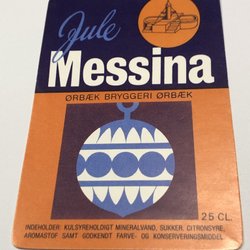 Jule
Messina
ØRBÆK BRYGGERI ØRBÆK
25 CL.
INDEHOLDER: KULSYREHOLDIGT MINERALVAND, SUKKER, CITRONSYRE,
AROMASTOF SAMT GODKENDT FARVE- OG KONSERVERINGSMIDDEL